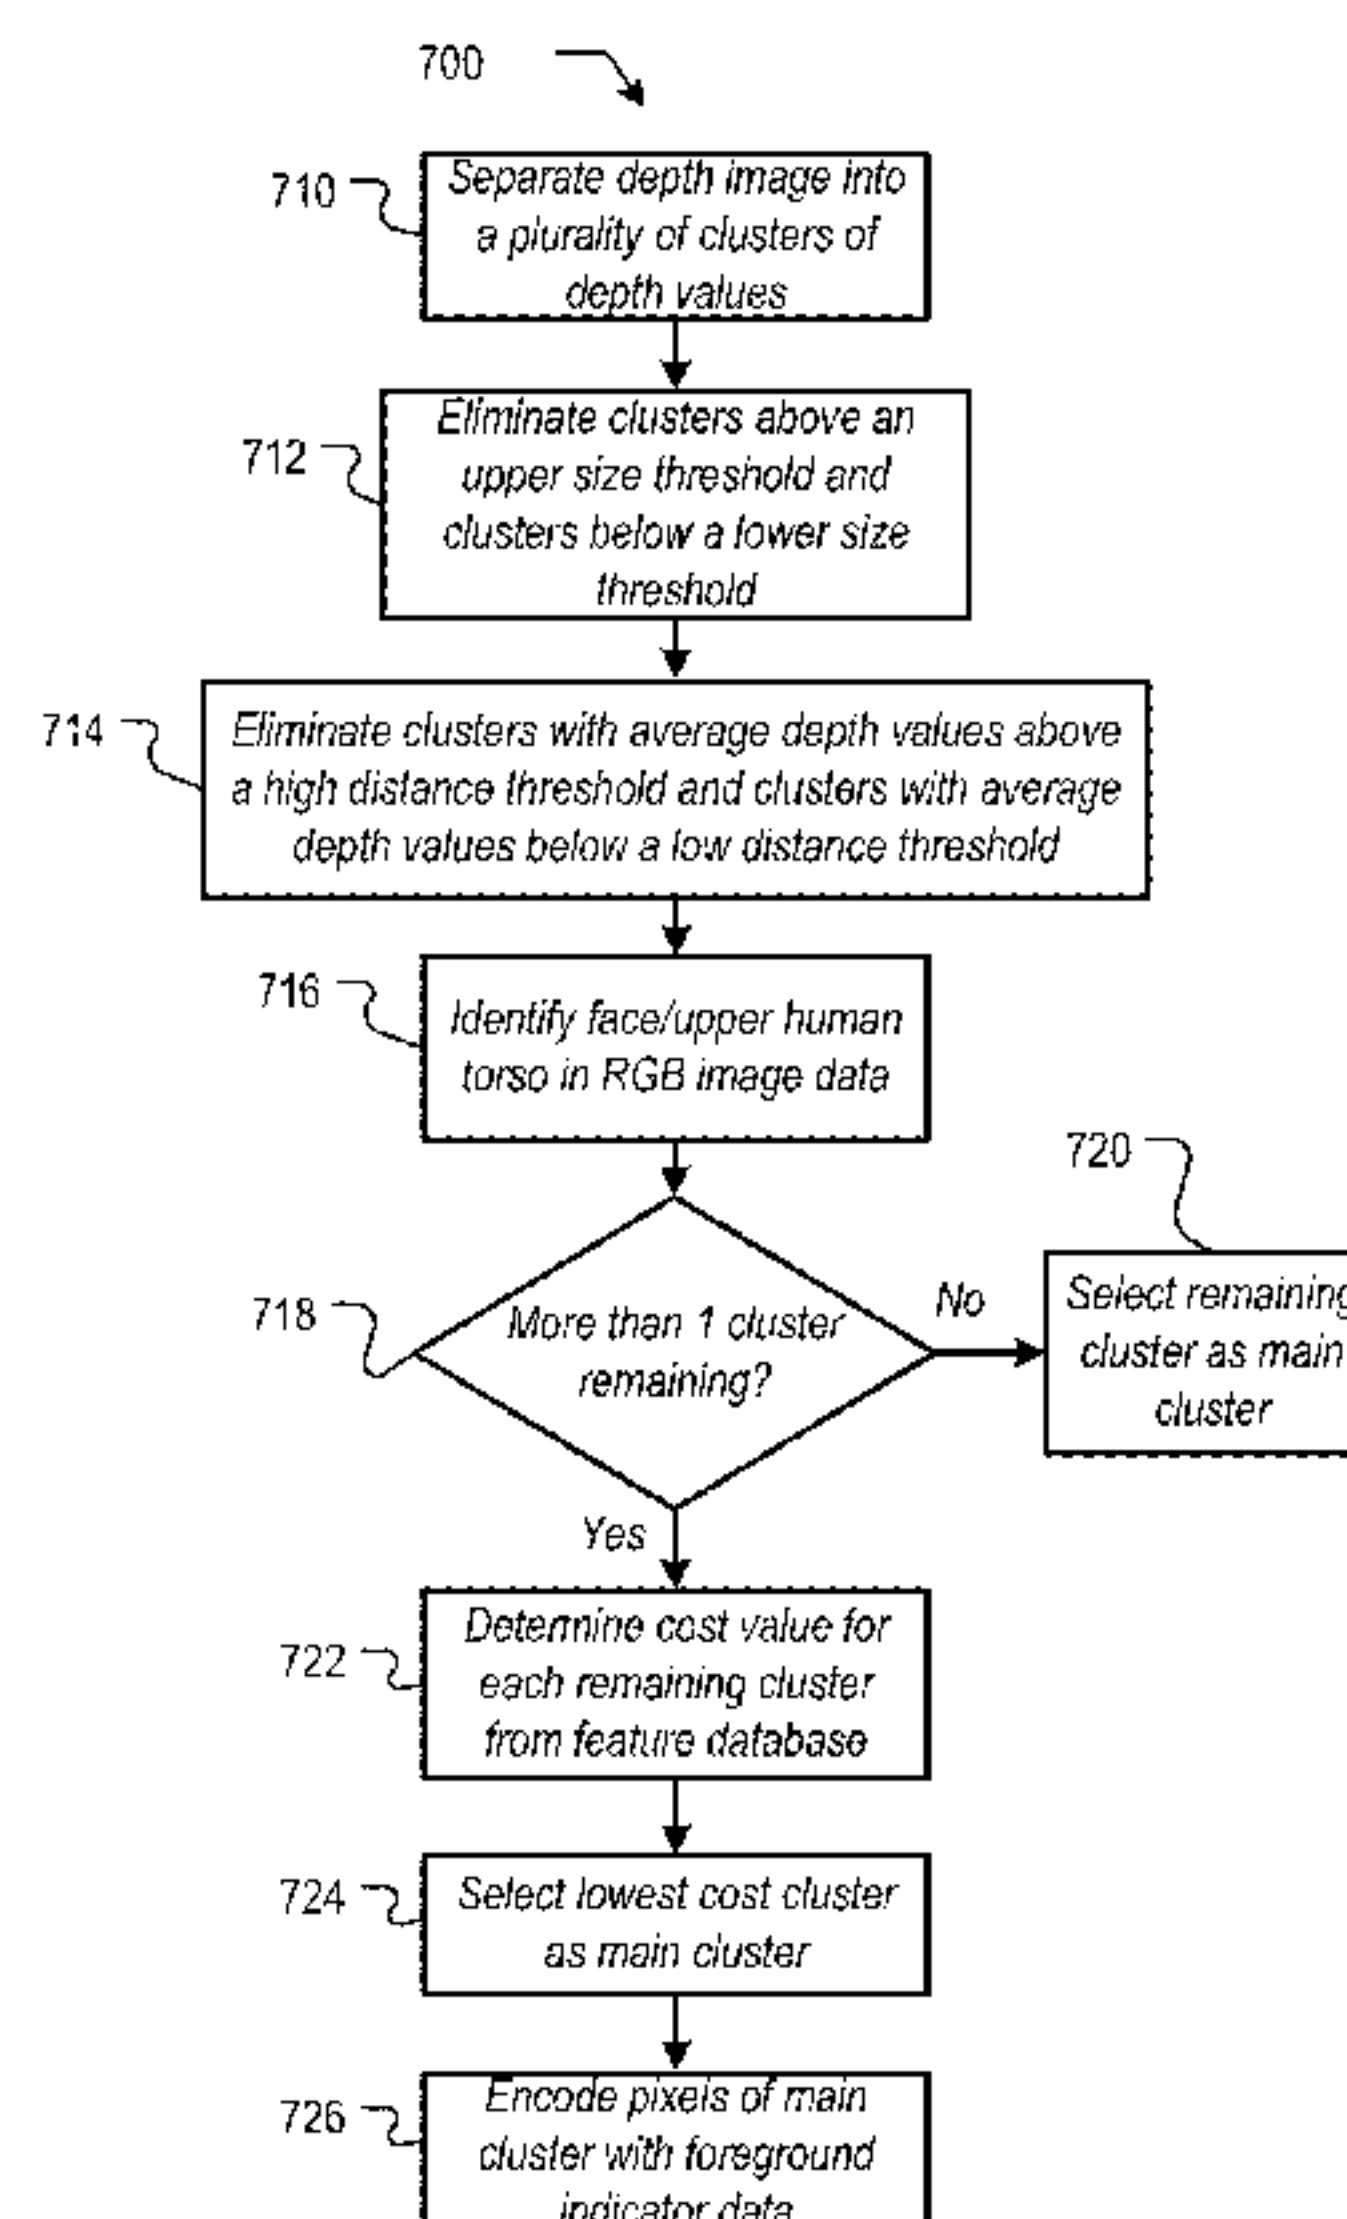 700
710
Separate depth image into
a plurality of clusters of
depth values
712
Eliminate clusters above an
upper size threshold and
clusters below a lower size
threshold
714
Eliminate clusters with average depth values above
a high distance threshold and clusters with average
depth values below a low distance threshold
716
Identify face/upper human
torso in RGB image data
718
More than 1 cluster
remaining?
No
720
Select remaining
cluster as main
cluster
Yes
722
Determine cost value for
each remaining cluster
from feature database
724
Select lowest cost cluster
as main cluster
726
Encode pixels of main
cluster with foreground
indicator data